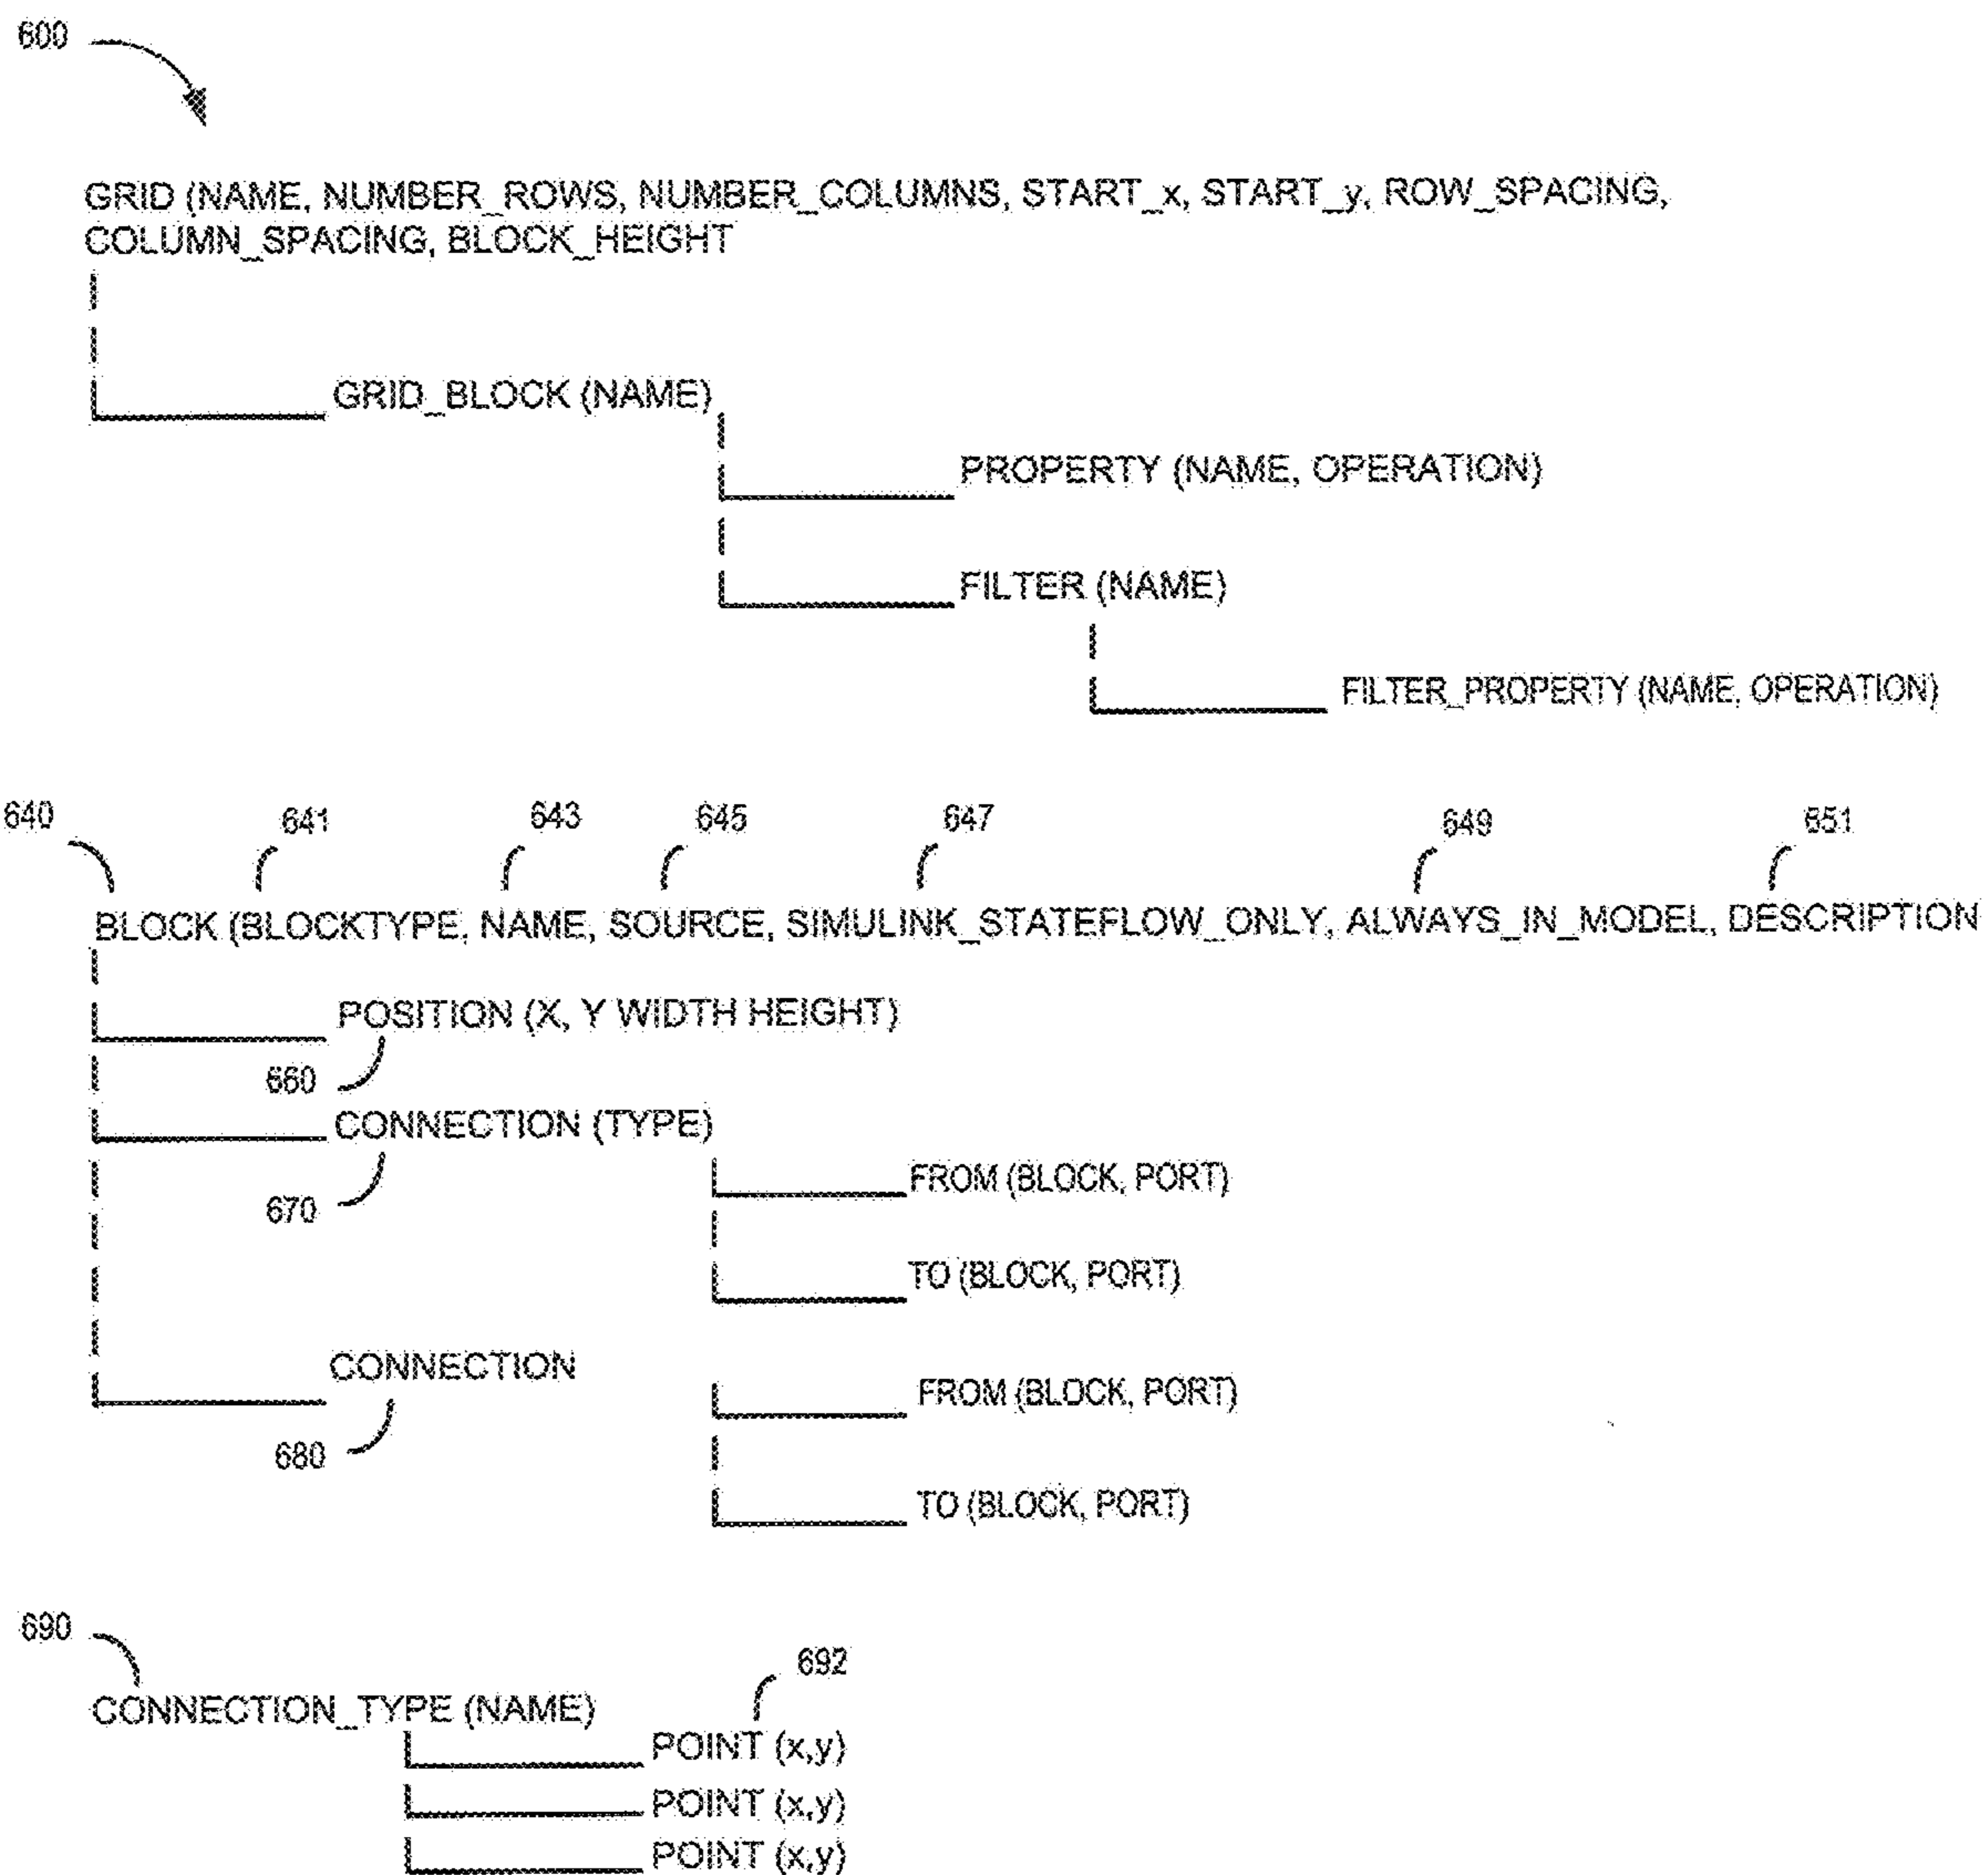 600
GRID (NAME, NUMBER_ROWS, NUMBER_COLUMNS, START_x, START_y, ROW_SPACING,
COLUMN_SPACING, BLOCK_HEIGHT
GRID_BLOCK (NAME)
PROPERTY (NAME, OPERATION)
FILTER (NAME)
FILTER_PROPERTY (NAME, OPERATION)
640 641 643 645 647 649 651
BLOCK (BLOCKTYPE, NAME, SOURCE, SIMULINK_STATEFLOW_ONLY, ALWAYS_IN_MODEL, DESCRIPTION
POSITION (X, Y WIDTH HEIGHT)
660
CONNECTION (TYPE)
FROM (BLOCK, PORT)
670
TO (BLOCK, PORT)
CONNECTION
FROM (BLOCK, PORT)
680
TO (BLOCK, PORT)
690
692
CONNECTION_TYPE (NAME)
POINT (x,y)
POINT (x,y)
POINT (x,y)